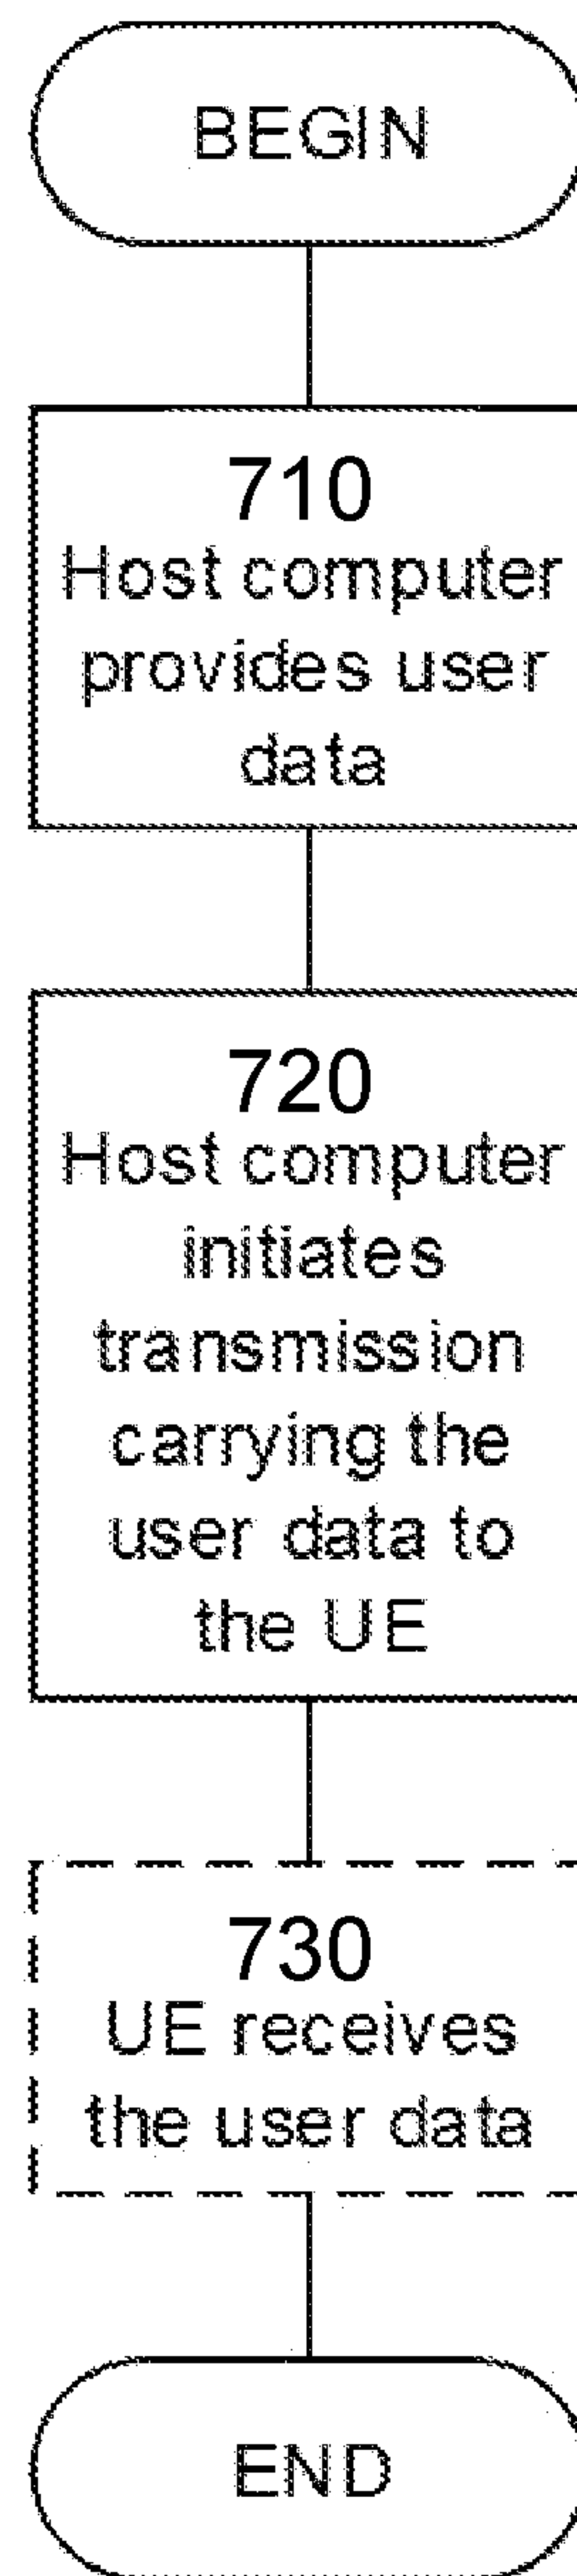 BEGIN
710
Host computer
provides user
data
720
Host computer
initiates
transmission
carrying the
user data to
the UE
730
UE receives
the user data
END